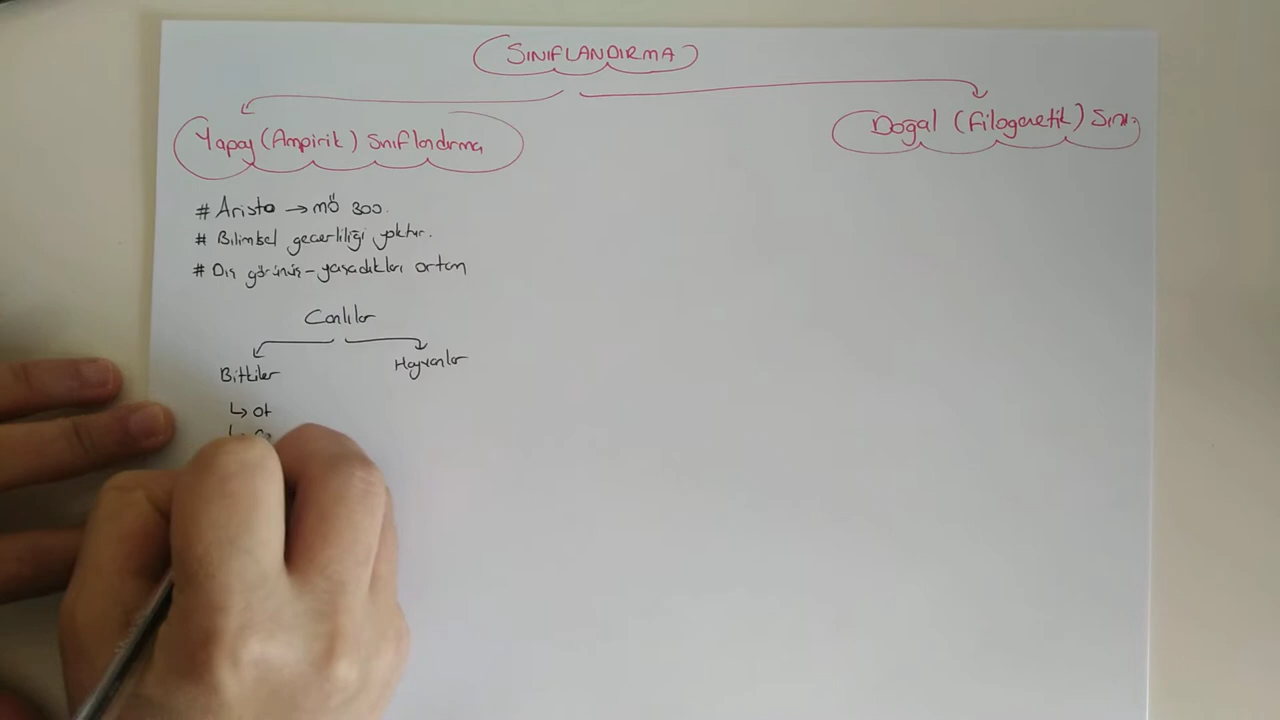 SINIFLANDIRMA
Yapay (Ampirik) Sınıflandırma
Doğal (Filogenetik) Sını
# Aristo → mÖ 300.
# Bilimsel geçerliliği yoktur.
# Dış görünüş - yaşadıkları ortam
Canlılar
Bitkiler
Hayvanlar
↳ ot